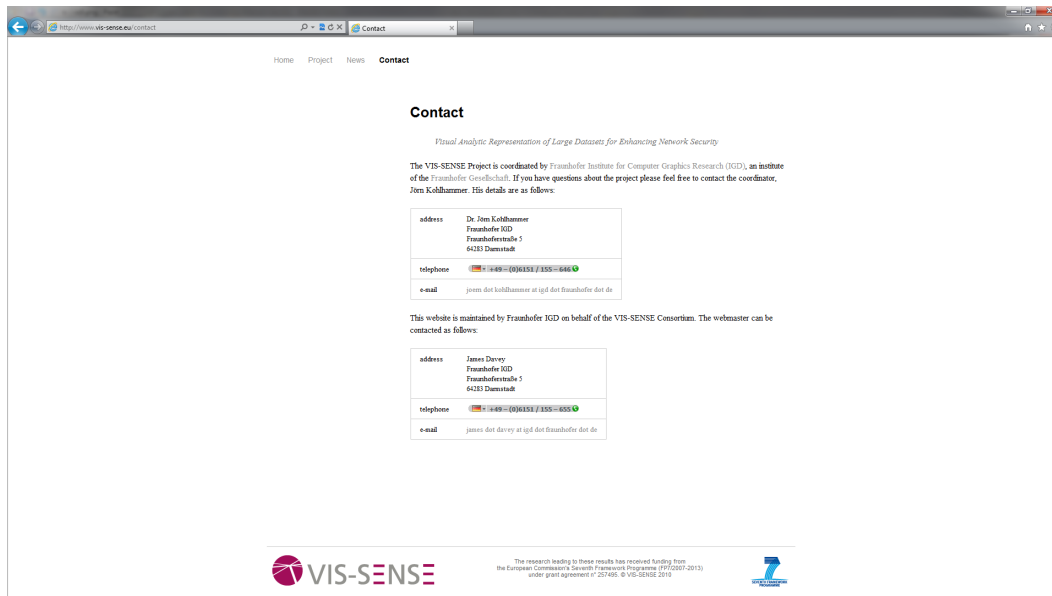 http://www.vis-sense.eu/contact
Contact
Home Project News Contact
Contact
Visual Analytic Representation of Large Datasets for Enhancing Network Security
The VIS-SENSE Project is coordinated by Fraunhofer Institute for Computer Graphics Research (IGD), an institute
of the Fraunhofer Gesellschaft. If you have questions about the project please feel free to contact the coordinator,
Jörn Kohlhammer. His details are as follows:
address Dr. Jörn Kohlhammer
Fraunhofer IGD
Fraunhoferstraße 5
64283 Darmstadt
telephone +49 – (0)6151 / 155 – 646
e-mail joern dot kohlhammer at igd dot fraunhofer dot de
This website is maintained by Fraunhofer IGD on behalf of the VIS-SENSE Consortium. The webmaster can be
contacted as follows:
address James Davey
Fraunhofer IGD
Fraunhoferstraße 5
64283 Darmstadt
telephone +49 – (0)6151 / 155 – 655
e-mail james dot davey at igd dot fraunhofer dot de
VIS-SENSE
The research leading to these results has received funding from
the European Commission's Seventh Framework Programme (FP7/2007-2013)
under grant agreement n° 257495. © VIS-SENSE 2010
SEVENTH FRAMEWORK
PROGRAMME